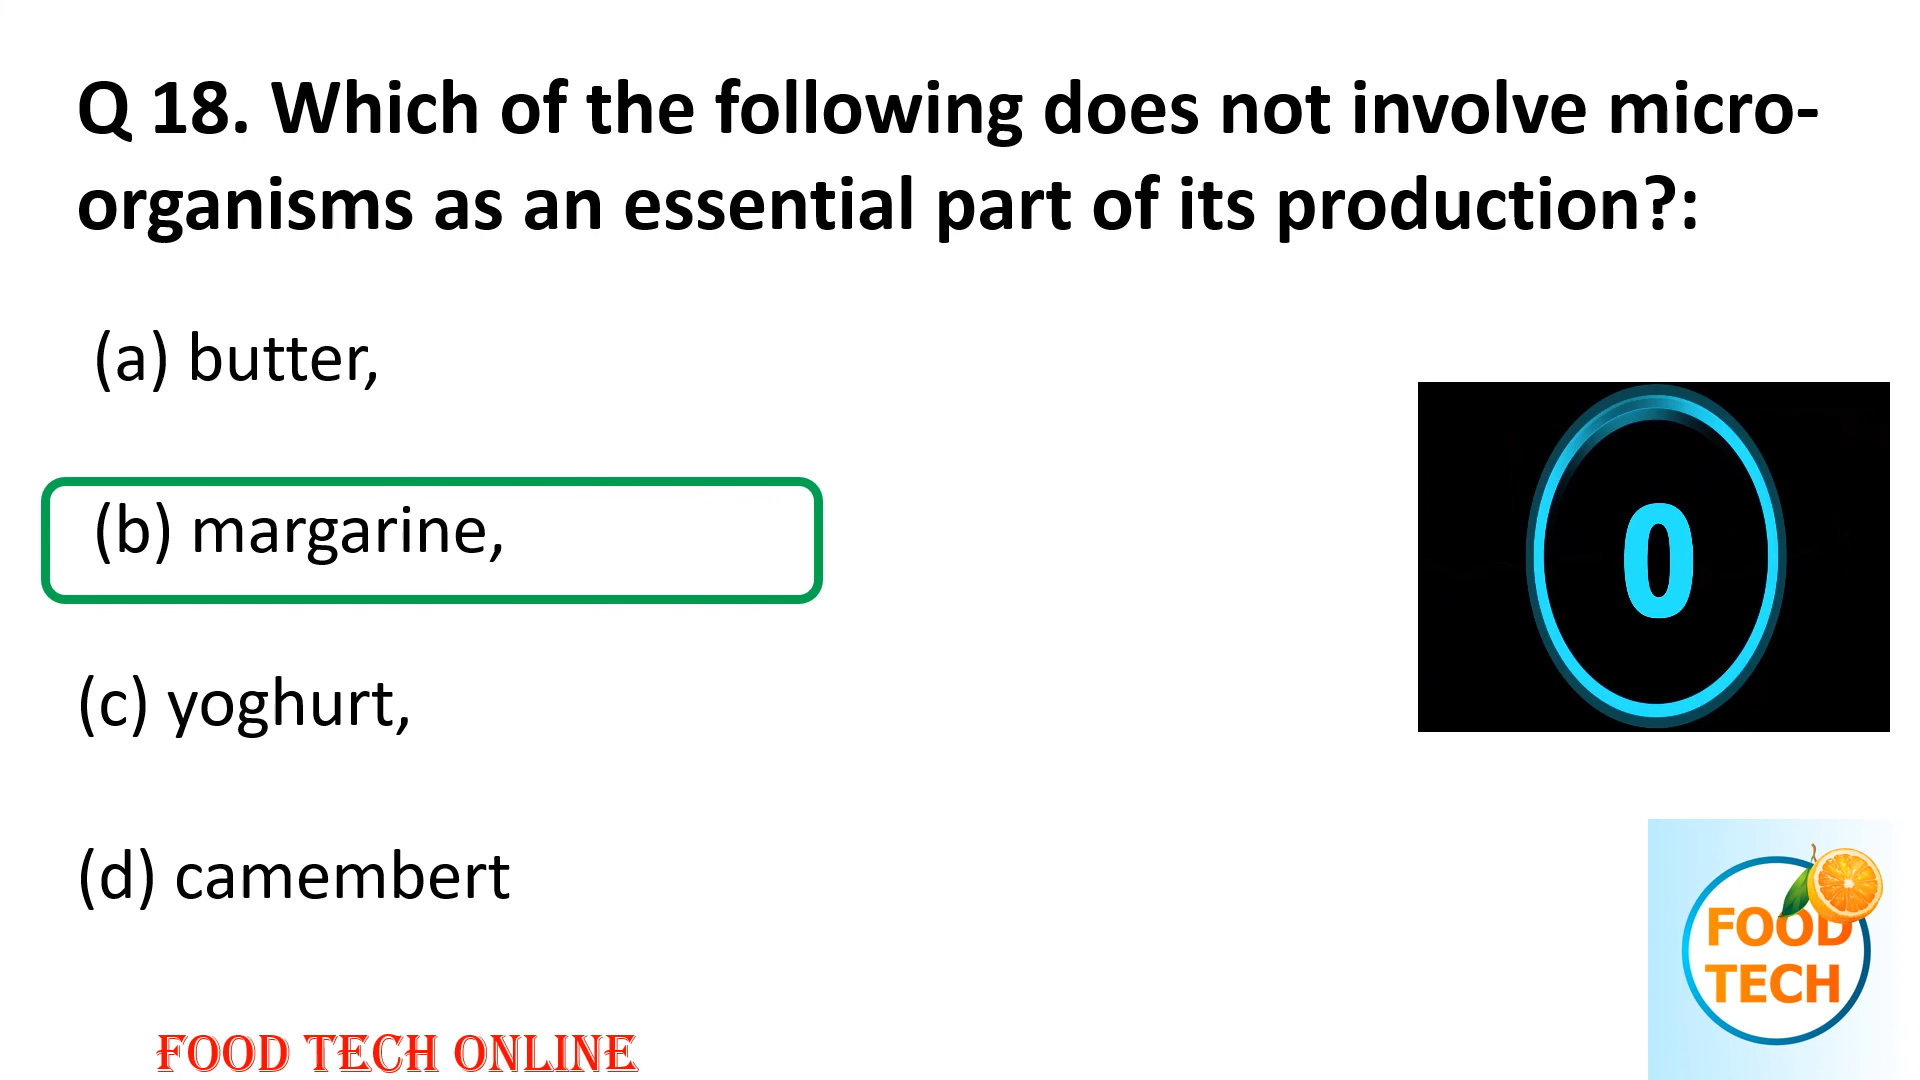 Q 18. Which of the following does not involve micro-
organisms as an essential part of its production?:
(a) butter,
(b) margarine,
0
(c) yoghurt,
(d) camembert
FOOD
TECH
FOOD TECH ONLINE